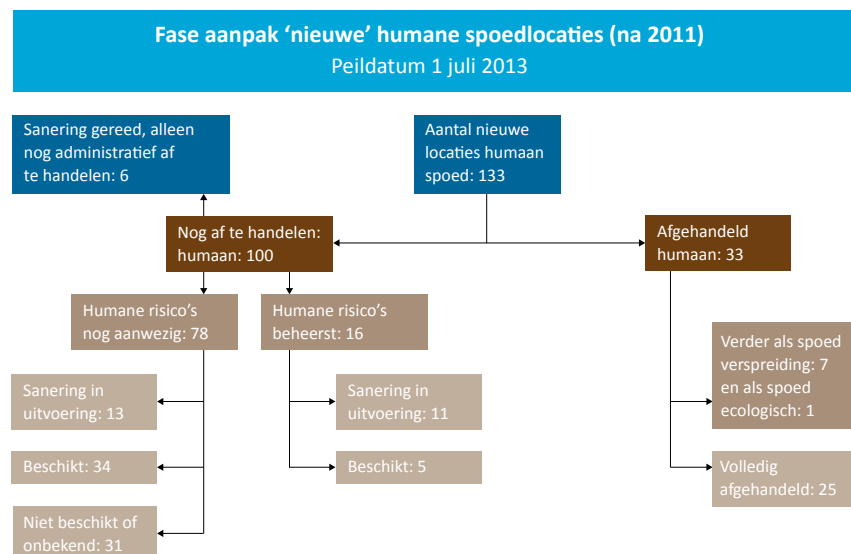 Fase aanpak ‘nieuwe’ humane spoedlocaties (na 2011)
Peildatum 1 juli 2013
Sanering gereed, alleen
nog administratief af
te handelen: 6
Aantal nieuwe
locaties humaan
spoed: 133
Nog af te handelen:
humaan: 100
Afgehandeld
humaan: 33
Humane risico’s
nog aanwezig: 78
Humane risico’s
beheerst: 16
Verder als spoed
verspreiding: 7
en als spoed
ecologisch: 1
Sanering in
uitvoering: 13
Sanering in
uitvoering: 11
Beschikt: 34
Beschikt: 5
Volledig
afgehandeld: 25
Niet beschikt of
onbekend: 31